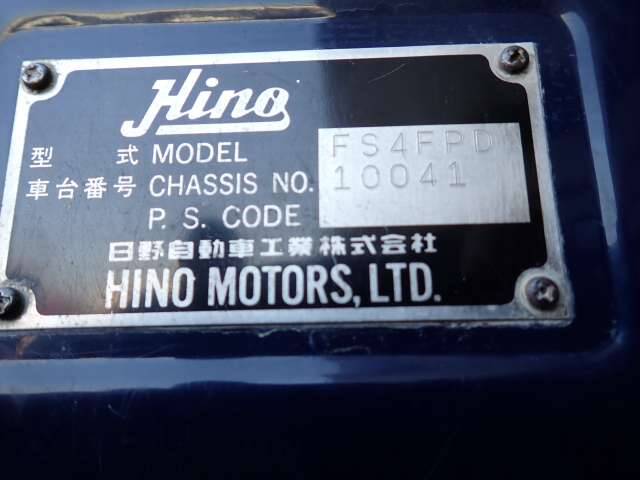 Hino
型 式 MODEL FS4FPD
車台番号 CHASSIS NO. 10041
P. S. CODE
日野自動車工業株式会社
HINO MOTORS, LTD.